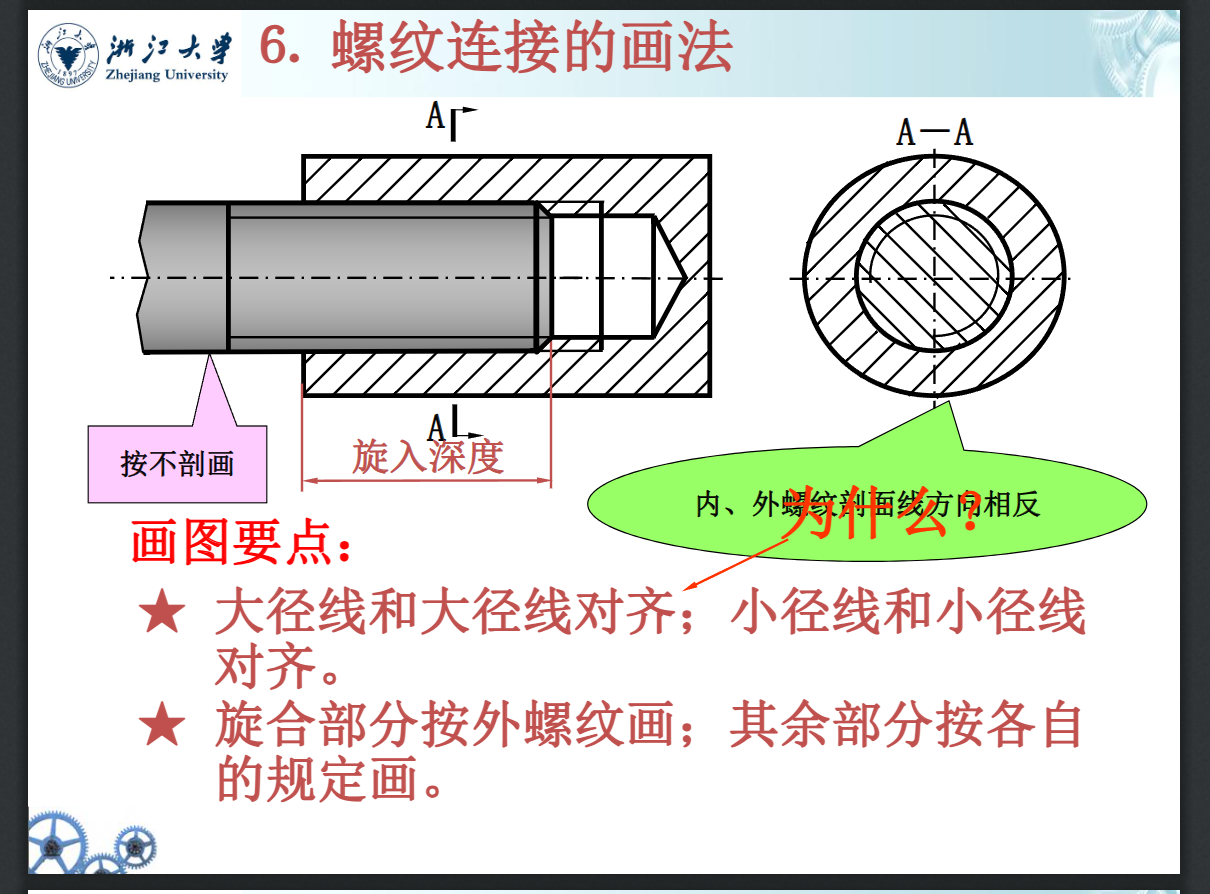 浙江大学
Zhejiang University
6. 螺纹连接的画法
A
A—A
A
旋入深度
按不剖画
内、外螺纹剖面线方向相反
为什么?
画图要点:
★ 大径线和大径线对齐;小径线和小径线
对齐。
★ 旋合部分按外螺纹画;其余部分按各自
的规定画。